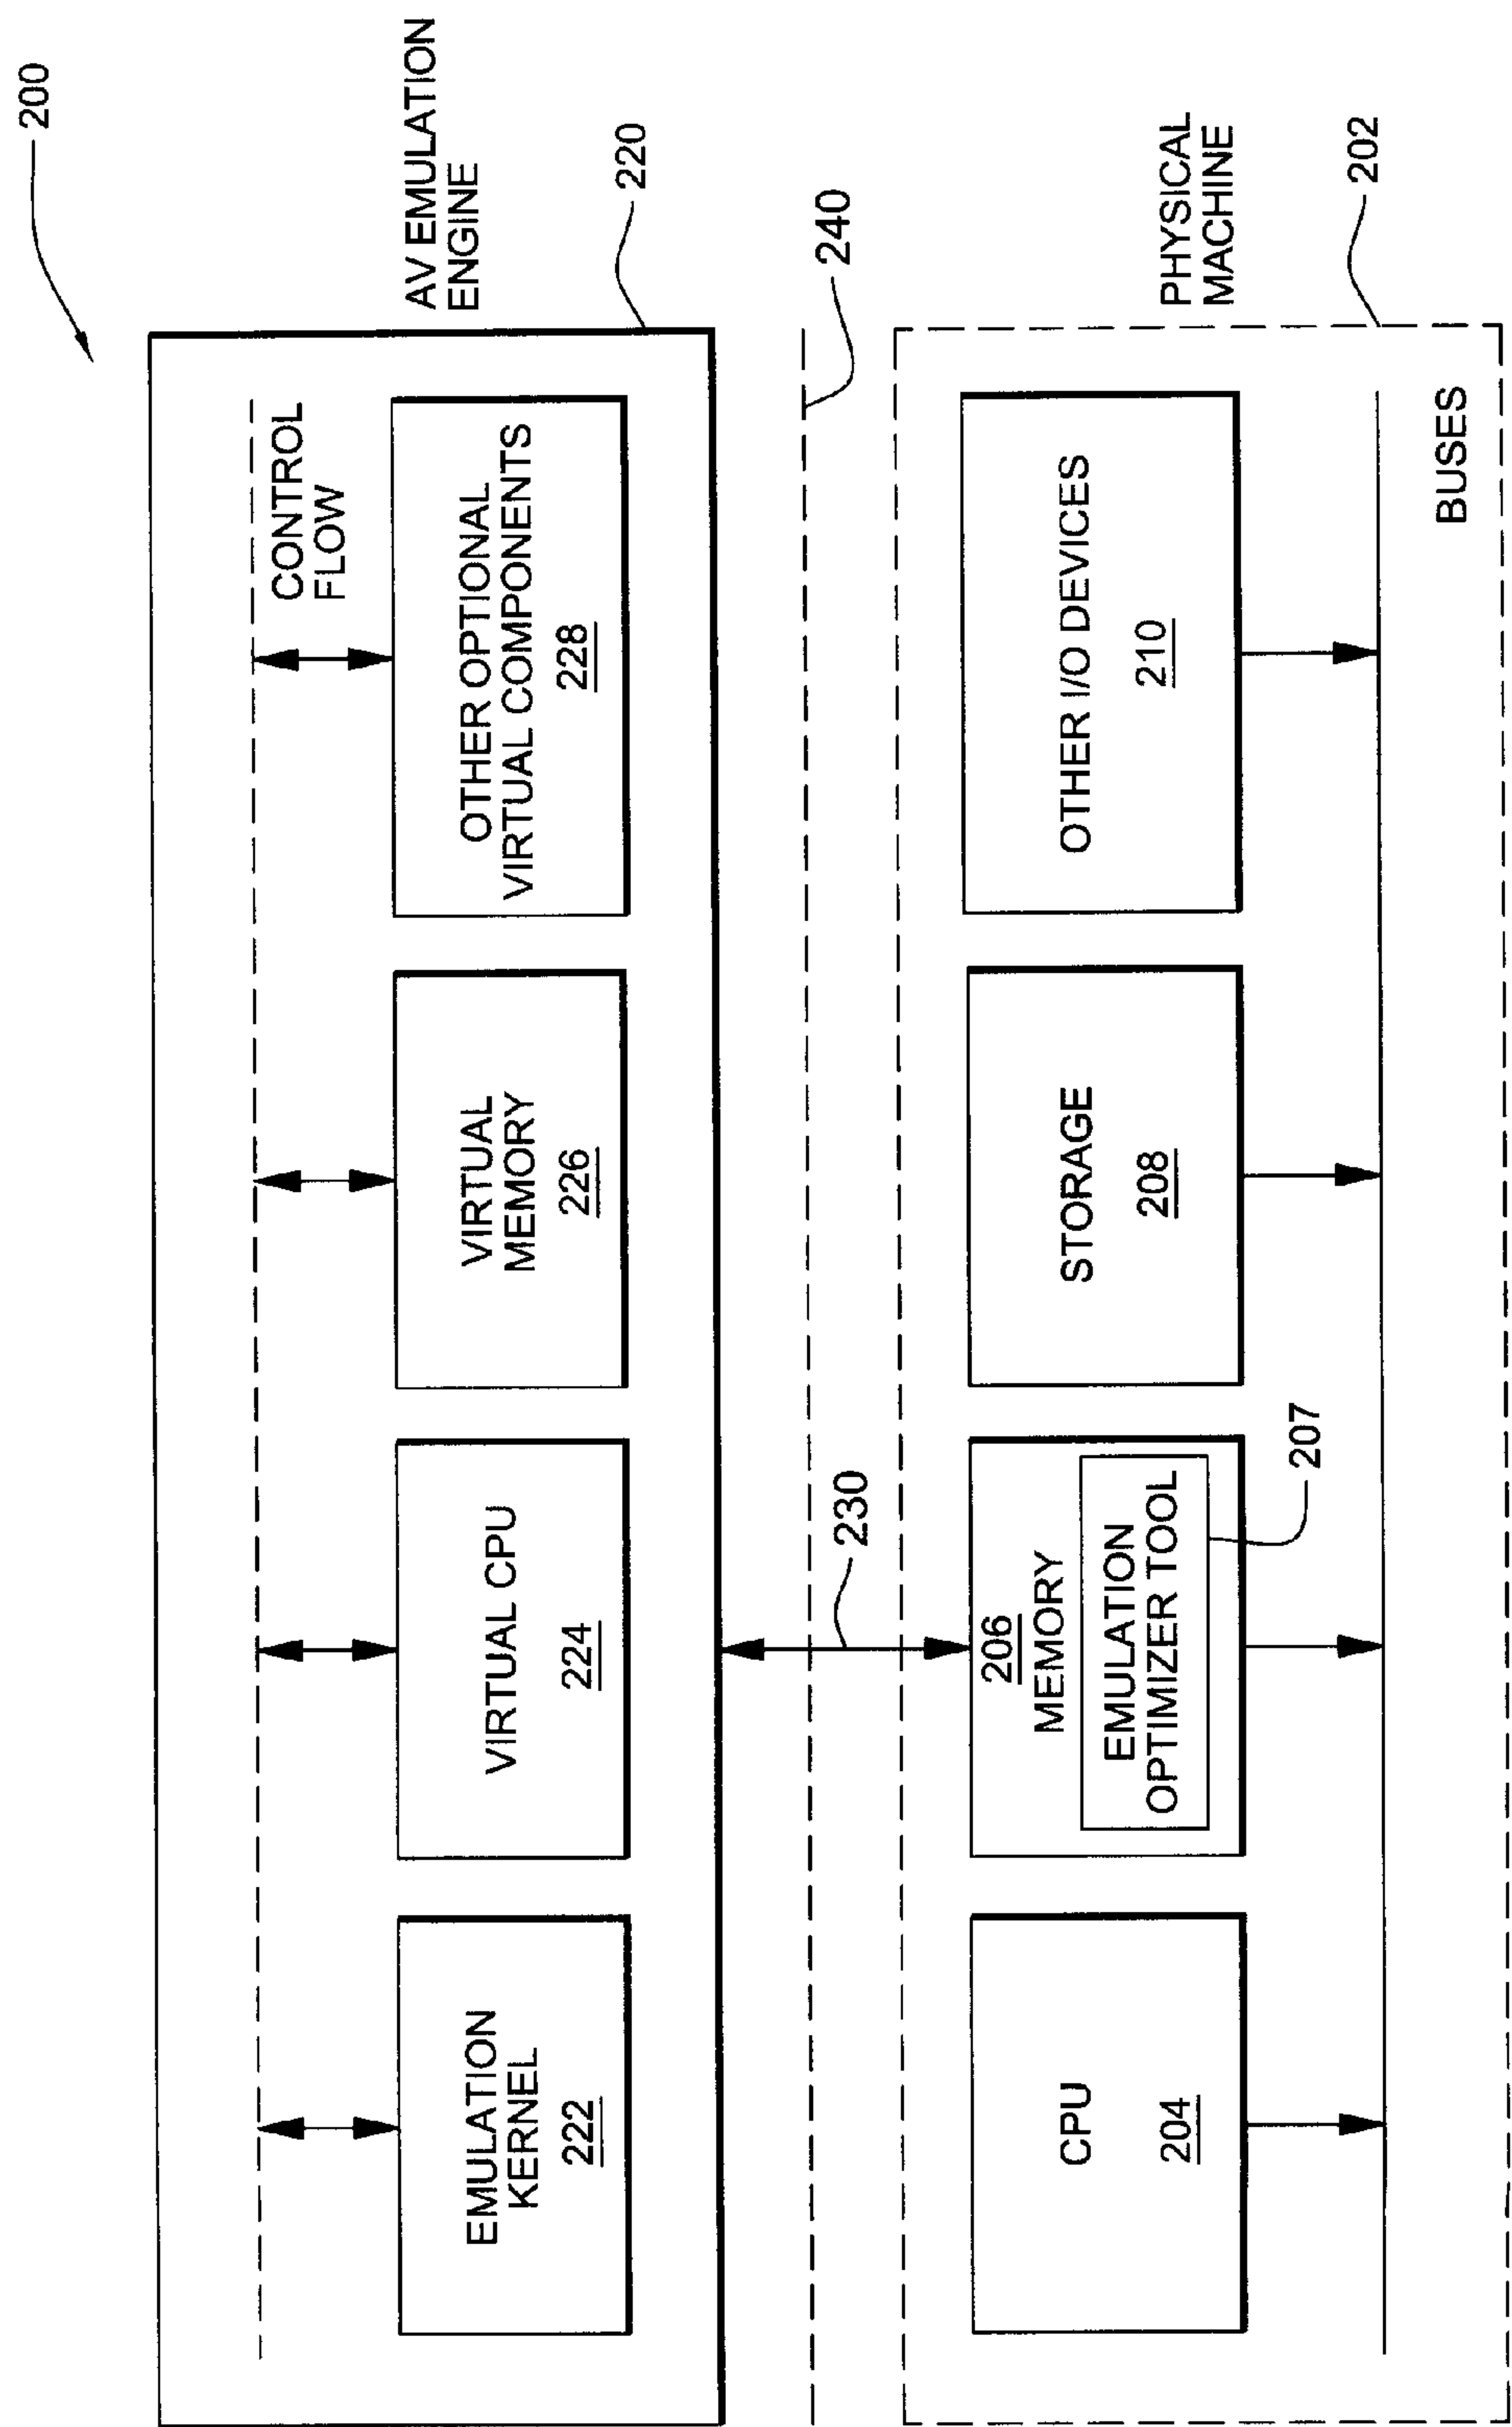 200
AV EMULATION
ENGINE
220
CONTROL
FLOW
EMULATION
KERNEL
222
VIRTUAL CPU
224
VIRTUAL
MEMORY
226
OTHER OPTIONAL
VIRTUAL COMPONENTS
228
230
240
PHYSICAL
MACHINE
202
CPU
204
206
MEMORY
EMULATION
OPTIMIZER TOOL
207
STORAGE
208
OTHER I/O DEVICES
210
BUSES